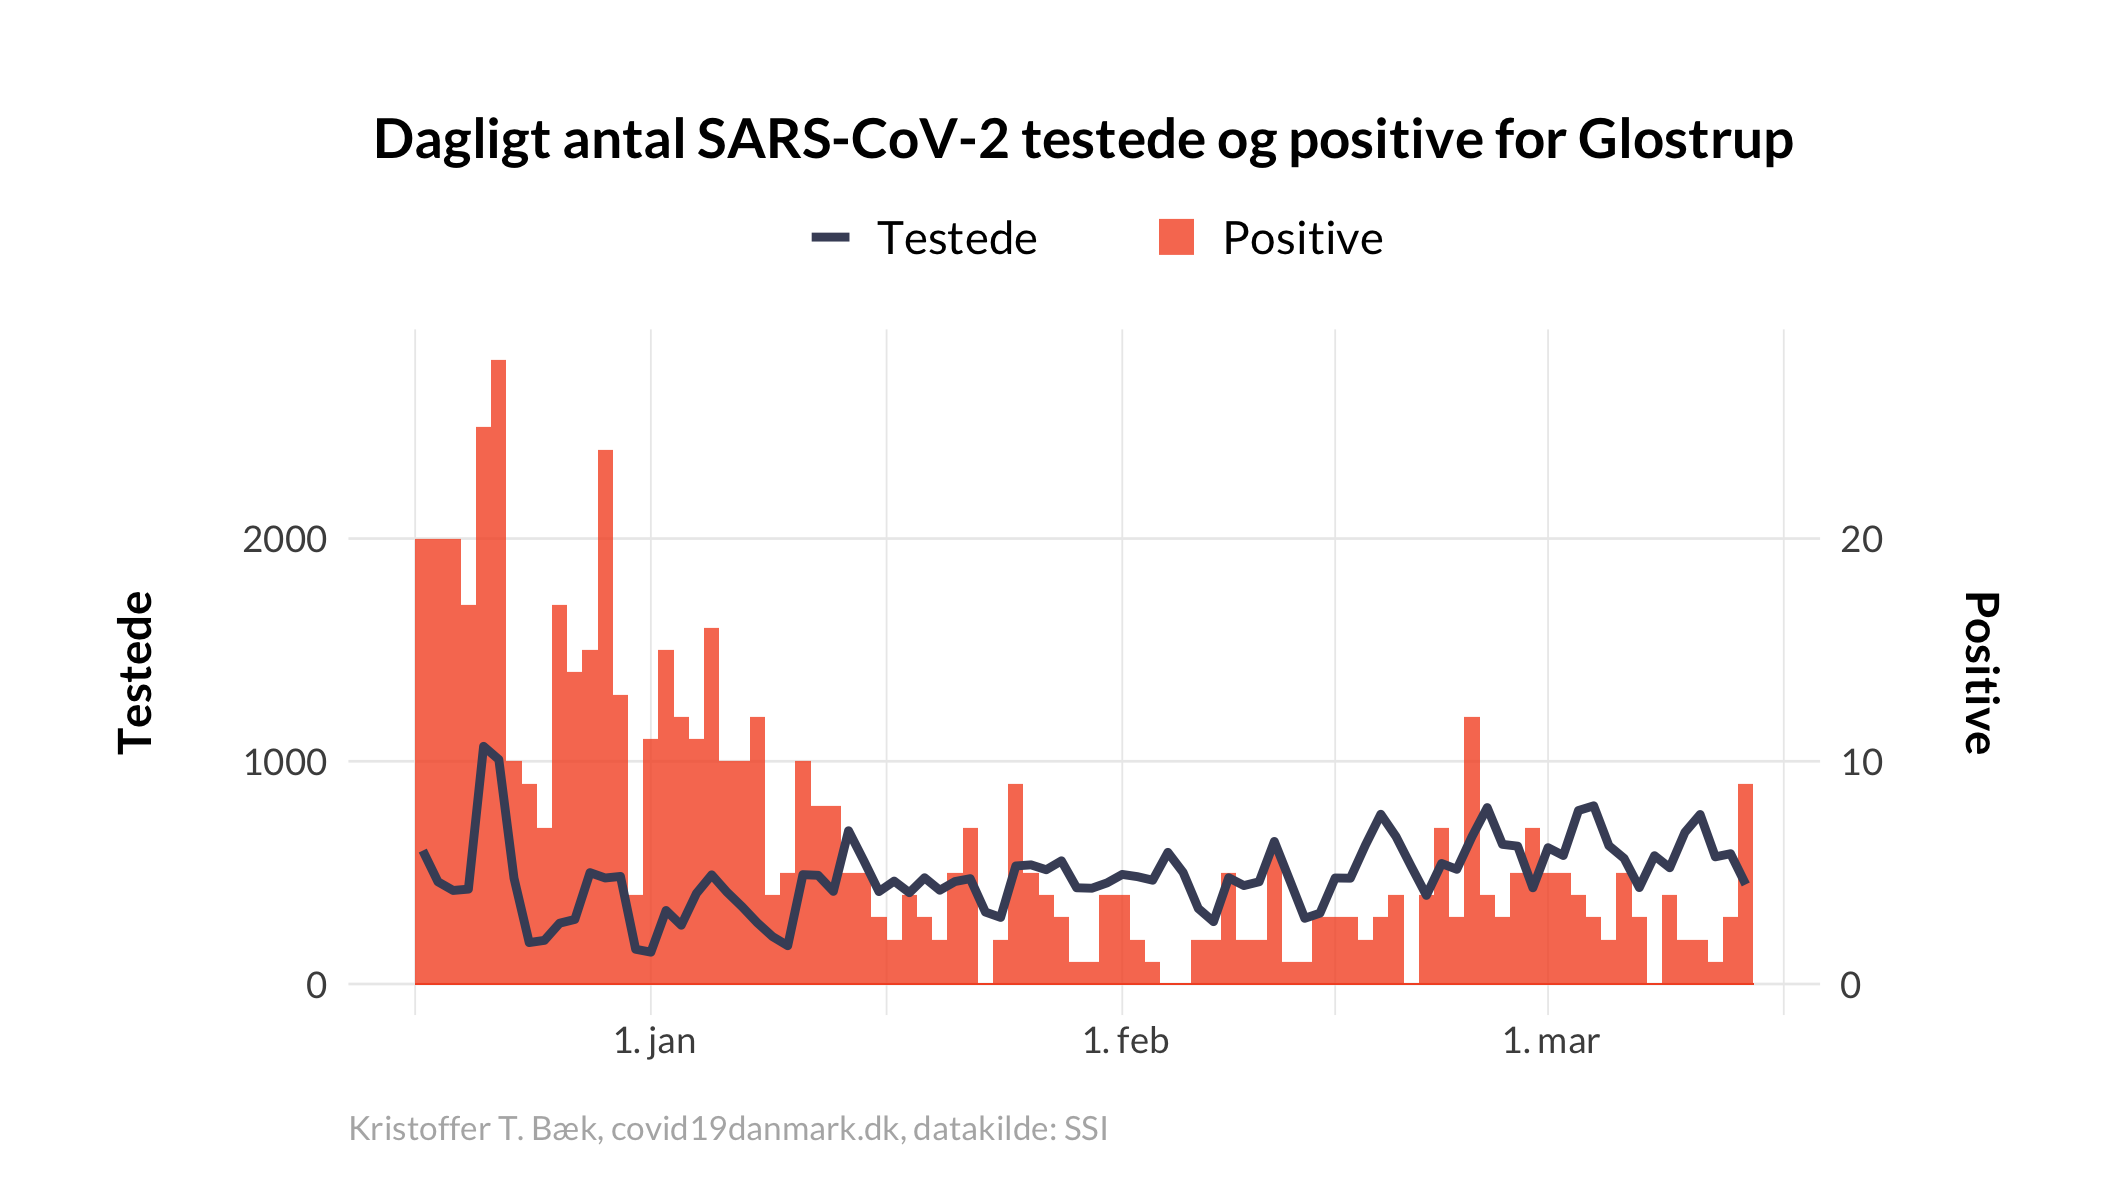 Dagligt antal SARS-CoV-2 testede og positive for Glostrup
Testede Positive
Testede
2000
1000
0
20
10
0
Positive
1. jan 1. feb 1. mar
Kristoffer T. Bæk, covid19danmark.dk, datakilde: SSI